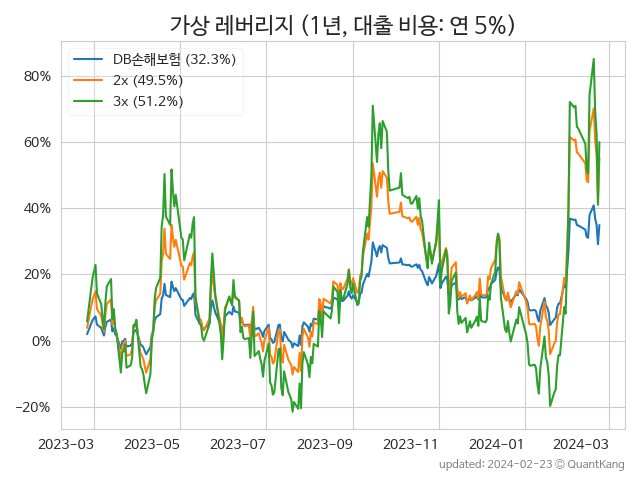 가상 레버리지 (1년, 대출 비용: 연 5%)
DB손해보험 (32.3%)
2x (49.5%)
3x (51.2%)
80%
60%
40%
20%
0%
−20%
2023-03 2023-05 2023-07 2023-09 2023-11 2024-01 2024-03
updated: 2024-02-23 © QuantKang